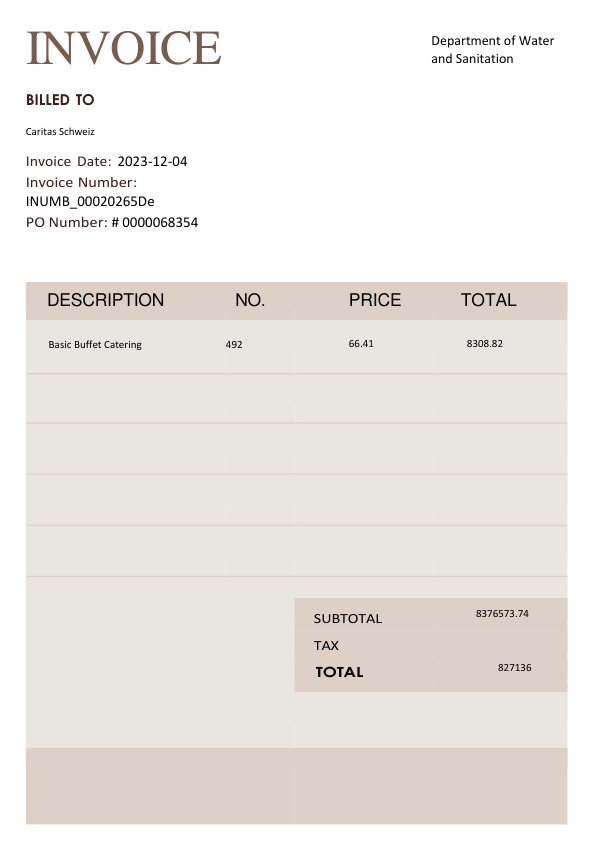 INVOICE
Department of Water
and Sanitation
BILLED TO
Caritas Schweiz
Invoice Date: 2023-12-04
Invoice Number:
INUMB_00020265De
PO Number: # 0000068354
DESCRIPTION NO. PRICE TOTAL
Basic Buffet Catering 492 66.41 8308.82
SUBTOTAL 8376573.74
TAX
TOTAL 827136